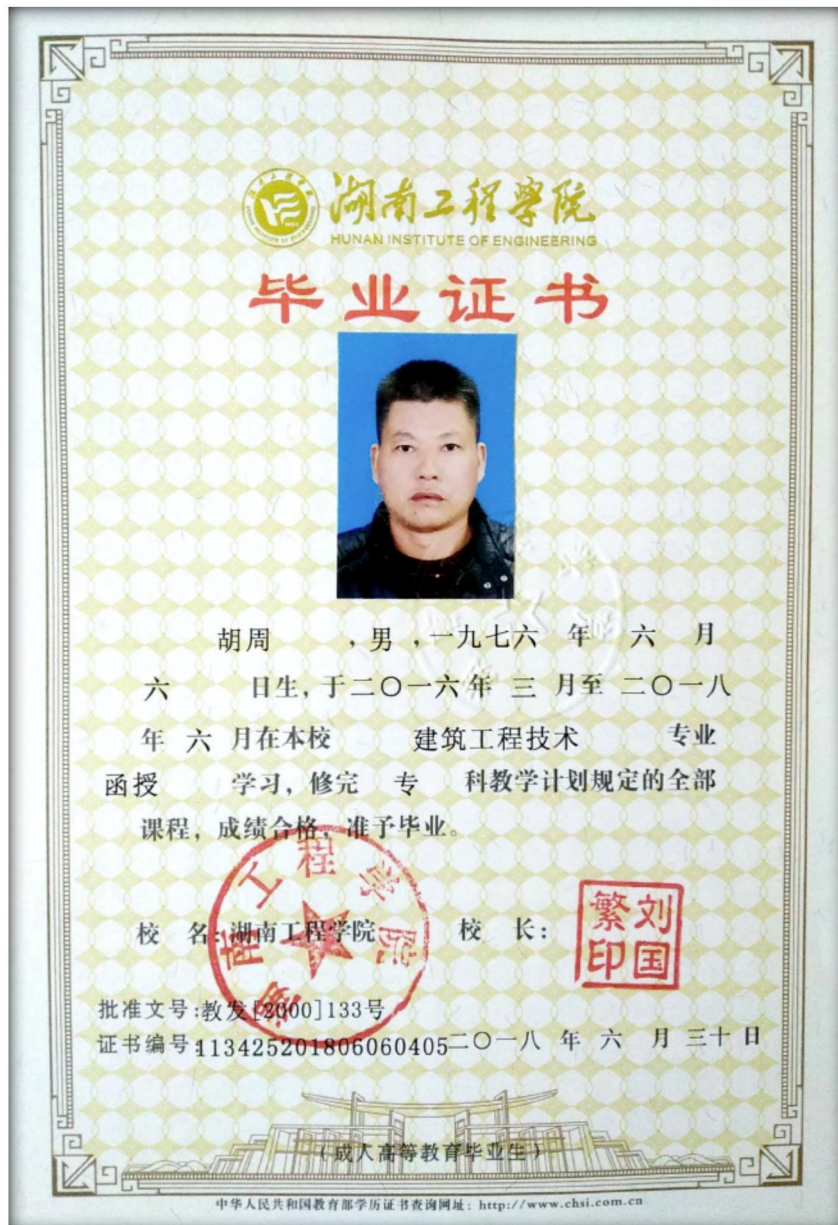 湖南工程学院
HUNAN INSTITUTE OF ENGINEERING
毕业证书
胡周，男，一九七六年六月
六日生，于二〇一六年三月至二〇一八
年六月在本校建筑工程技术专业
函授学习，修完专科教学计划规定的全部
课程，成绩合格，准予毕业。
湖南工程学院
校名：湖南工程学院 校长：
刘国繁印
批准文号：教发[2000]133号
证书编号：113425201806060405 二〇一八年六月三十日
（成人高等教育毕业生）
中华人民共和国教育部学历证书查询网址：http://www.chsi.com.cn